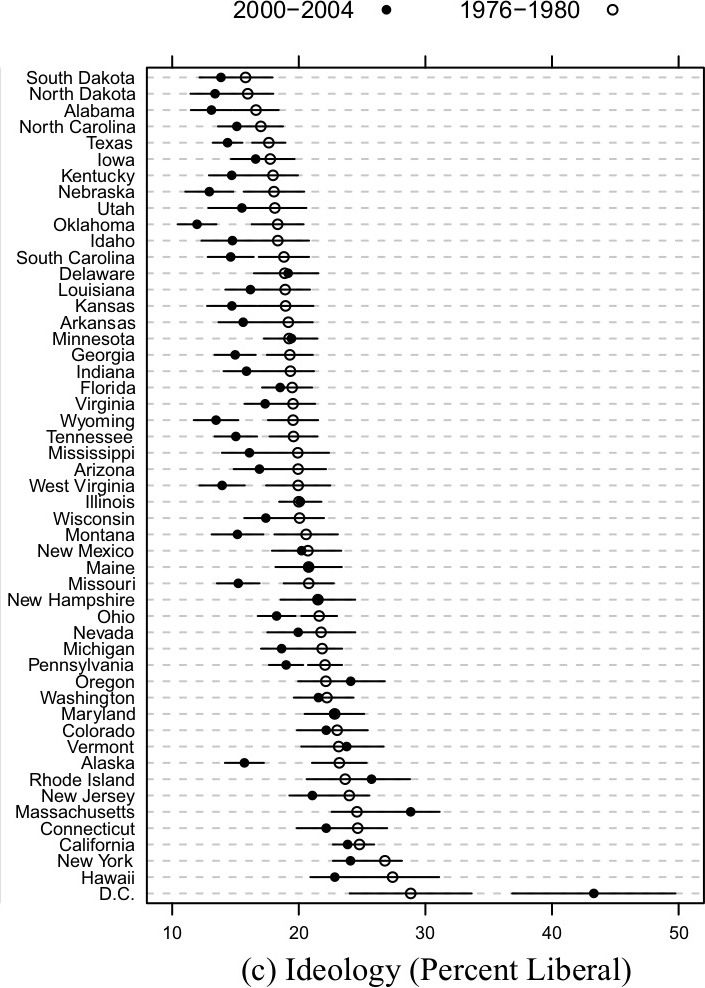 2000−2004 1976−1980
South Dakota
North Dakota
Alabama
North Carolina
Texas
Iowa
Kentucky
Nebraska
Utah
Oklahoma
Idaho
South Carolina
Delaware
Louisiana
Kansas
Arkansas
Minnesota
Georgia
Indiana
Florida
Virginia
Wyoming
Tennessee
Mississippi
Arizona
West Virginia
Illinois
Wisconsin
Montana
New Mexico
Maine
Missouri
New Hampshire
Ohio
Nevada
Michigan
Pennsylvania
Oregon
Washington
Maryland
Colorado
Vermont
Alaska
Rhode Island
New Jersey
Massachusetts
Connecticut
California
New York
Hawaii
D.C.
10 20 30 40 50
(c) Ideology (Percent Liberal)